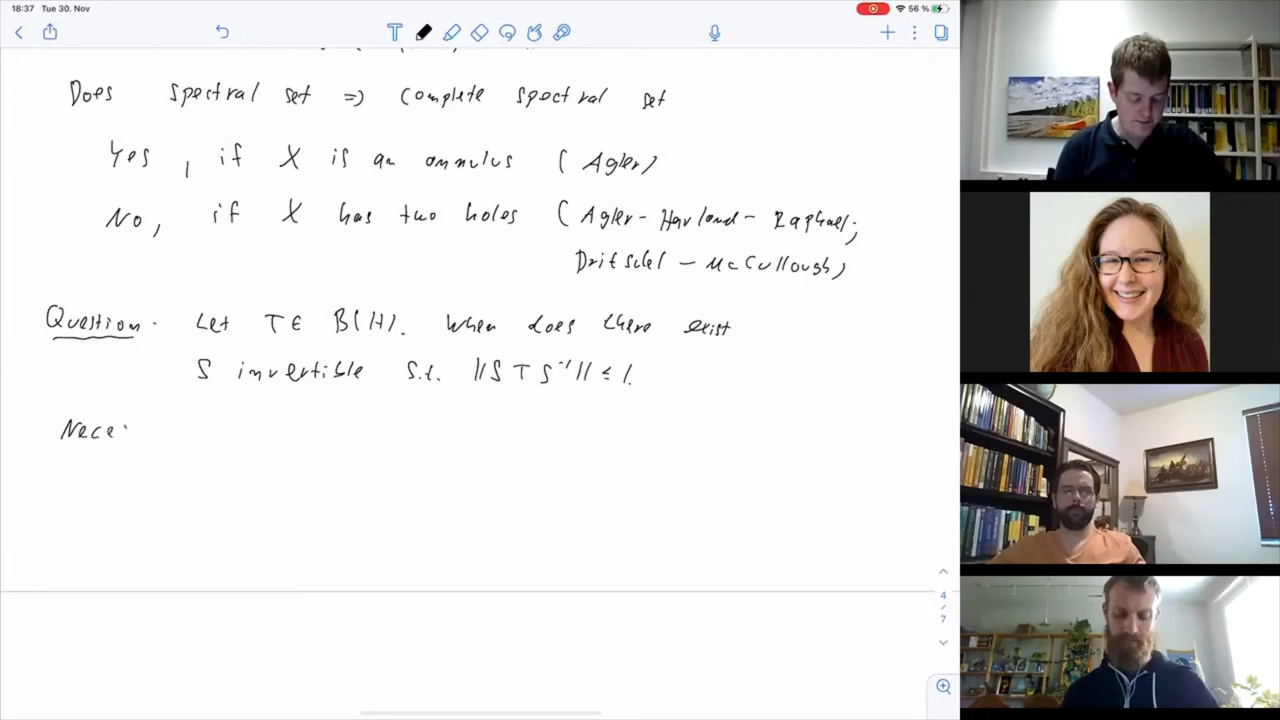 18:37 Tue 30. Nov
56 %
Does spectral set => complete spectral set
Yes, if X is an annulus (Agler)
No, if X has two holes (Agler - Harland - Raphael;
Dritschel - McCullough)
Question. Let T ∈ B(H). When does there exist
S invertible s.t. ||S T S⁻¹|| ≤ 1.
Nece
4
/
7